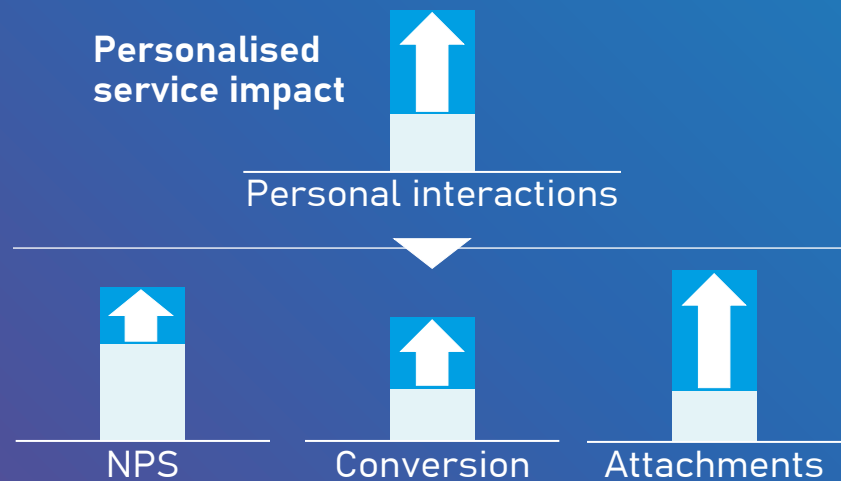 Personalised
service impact
Personal interactions
NPS
Conversion
Attachments